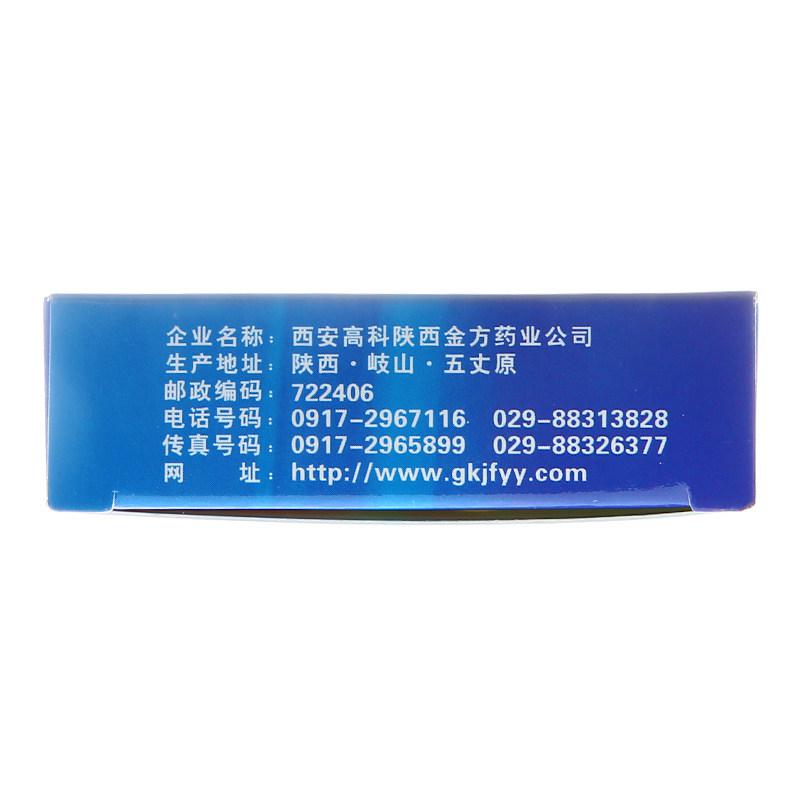 企业名称：西安高科陕西金方药业公司
生产地址：陕西·岐山·五丈原
邮政编码：722406
电话号码：0917-2967116 029-88313828
传真号码：0917-2965899 029-88326377
网 址：http://www.gkjfyy.com